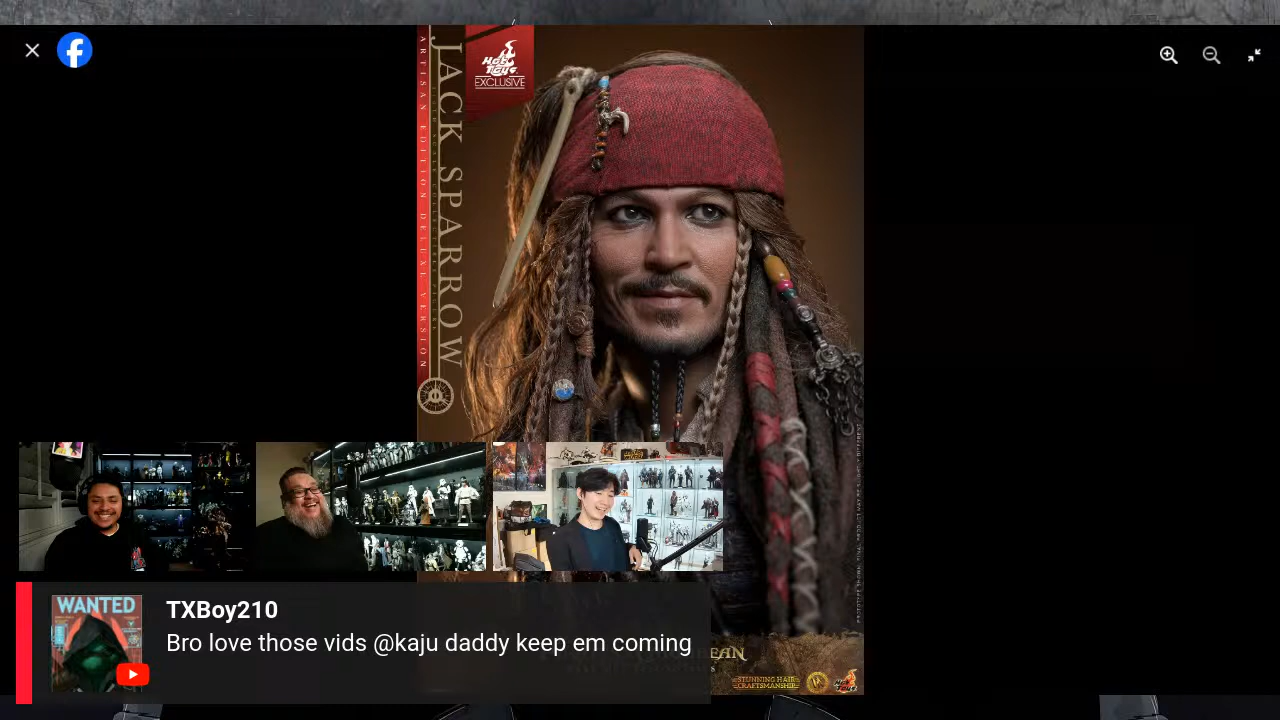 JACK SPARROW
ARTISAN EDITION DELUXE VERSION
Hot Toys
EXCLUSIVE
WANTED
TXBoy210
Bro love those vids @kaju daddy keep em coming
EAN
STUNNING HAIR
CRAFTSMANSHIP